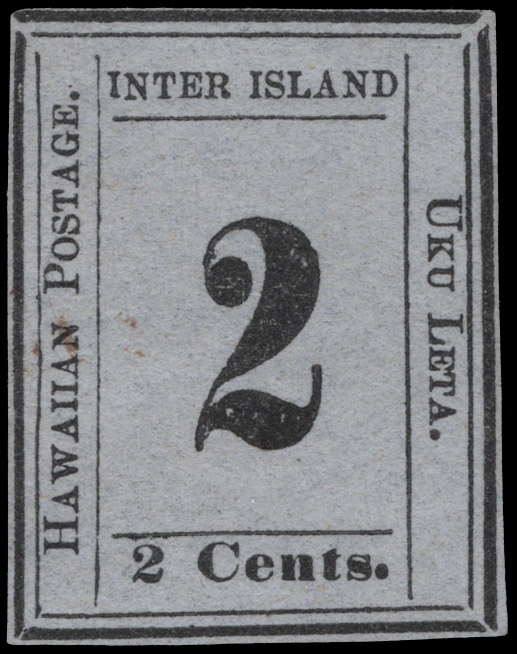 INTER ISLAND
HAWAIIAN POSTAGE.
2
UKU LETA.
2 Cents.